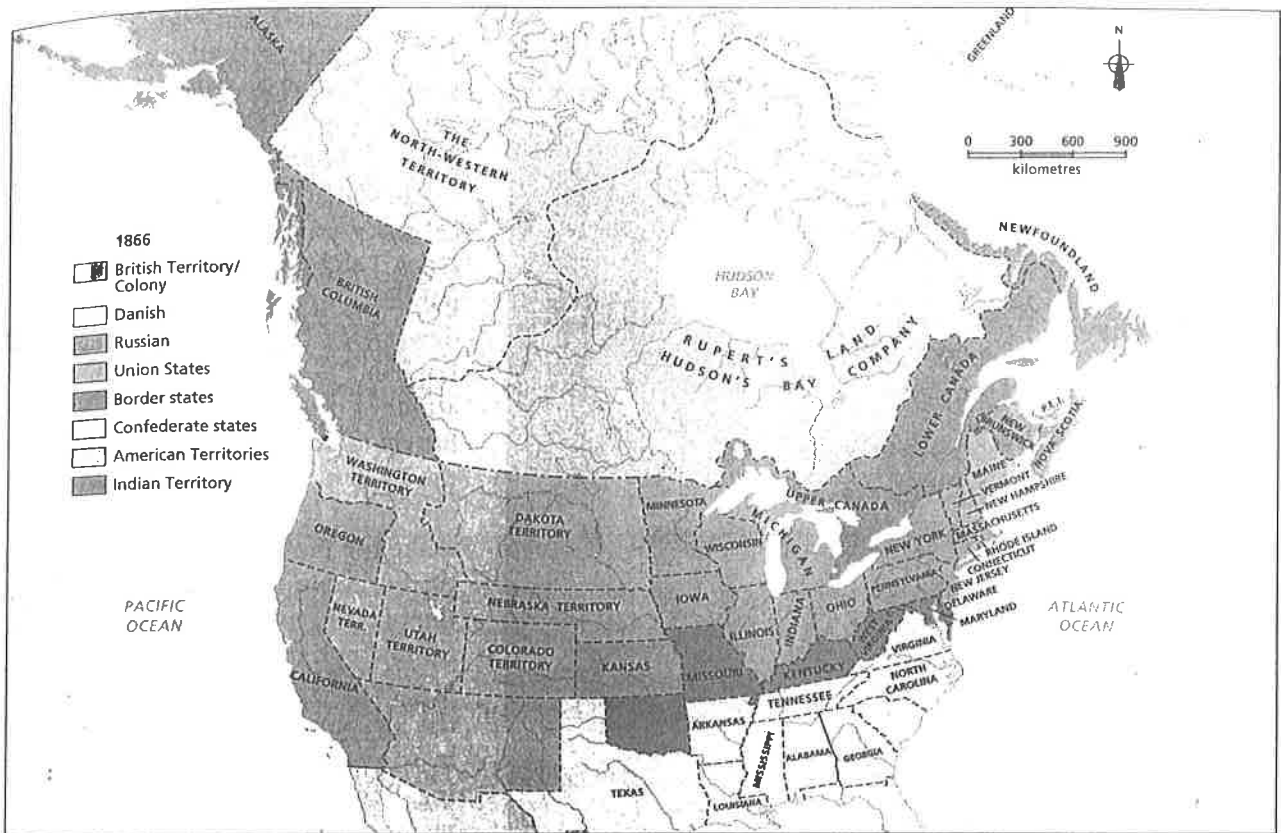 ALASKA
GREENLAND
N
0 300 600 900
kilometres
THE
NORTH-WESTERN
TERRITORY
NEWFOUNDLAND
1866
British Territory/
Colony
Danish
Russian
Union States
Border states
Confederate states
American Territories
Indian Territory
BRITISH
COLUMBIA
HUDSON
BAY
RUPERT'S LAND
HUDSON'S BAY COMPANY
LOWER CANADA
P.E.I.
NEW
BRUNSWICK
NOVA SCOTIA
UPPER CANADA
MAINE
VERMONT
NEW HAMPSHIRE
MASSACHUSETTS
RHODE ISLAND
CONNECTICUT
NEW JERSEY
DELAWARE
MARYLAND
WASHINGTON
TERRITORY
OREGON
DAKOTA
TERRITORY
MINNESOTA
WISCONSIN
MICHIGAN
NEW YORK
PENNSYLVANIA
NEBRASKA TERRITORY
IOWA
ILLINOIS
INDIANA
OHIO
WEST
VIRGINIA
VIRGINIA
PACIFIC
OCEAN
ATLANTIC
OCEAN
NEVADA
TERR.
UTAH
TERRITORY
COLORADO
TERRITORY
KANSAS
MISSOURI
KENTUCKY
CALIFORNIA
NORTH
CAROLINA
TENNESSEE
ARKANSAS
MISSISSIPPI
ALABAMA
GEORGIA
TEXAS
LOUISIANA